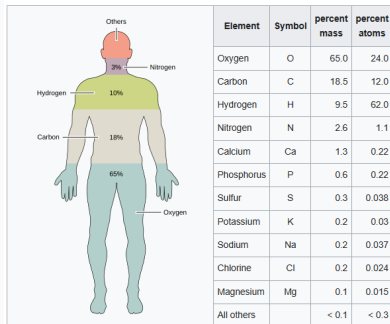 Others
3% Nitrogen
Hydrogen 10%
Carbon 18%
65%
Oxygen
Element Symbol percent mass percent atoms
Oxygen O 65.0 24.0
Carbon C 18.5 12.0
Hydrogen H 9.5 62.0
Nitrogen N 2.6 1.1
Calcium Ca 1.3 0.22
Phosphorus P 0.6 0.22
Sulfur S 0.3 0.038
Potassium K 0.2 0.03
Sodium Na 0.2 0.037
Chlorine Cl 0.2 0.024
Magnesium Mg 0.1 0.015
All others < 0.1 < 0.3